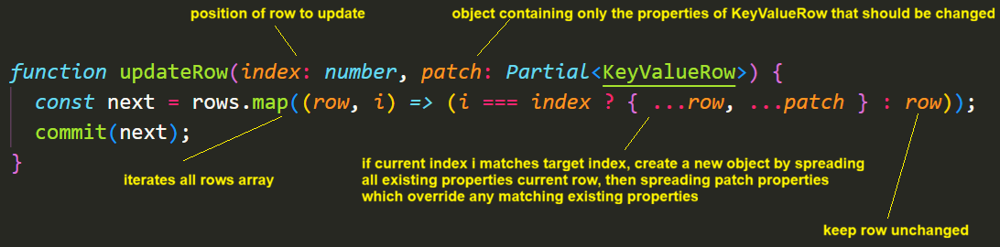 position of row to update
object containing only the properties of KeyValueRow that should be changed
function updateRow(index: number, patch: Partial<KeyValueRow>) {
const next = rows.map((row, i) => (i === index ? { ...row, ...patch } : row));
commit(next);
}
iterates all rows array
if current index i matches target index, create a new object by spreading
all existing properties current row, then spreading patch properties
which override any matching existing properties
keep row unchanged